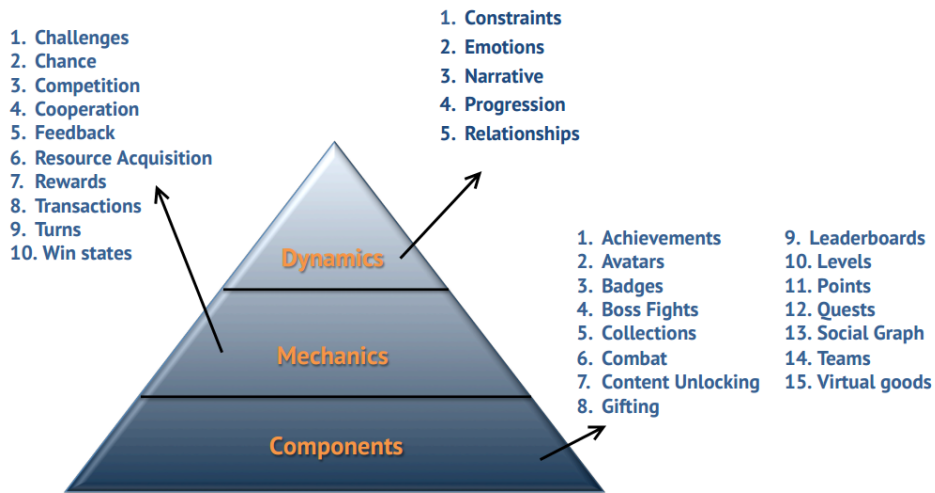 1. Challenges
2. Chance
3. Competition
4. Cooperation
5. Feedback
6. Resource Acquisition
7. Rewards
8. Transactions
9. Turns
10. Win states
1. Constraints
2. Emotions
3. Narrative
4. Progression
5. Relationships
Dynamics
Mechanics
Components
1. Achievements
2. Avatars
3. Badges
4. Boss Fights
5. Collections
6. Combat
7. Content Unlocking
8. Gifting
9. Leaderboards
10. Levels
11. Points
12. Quests
13. Social Graph
14. Teams
15. Virtual goods